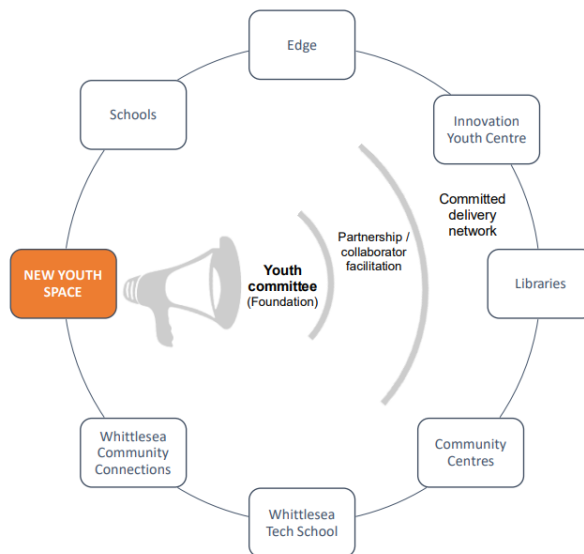 Edge
Schools
Innovation
Youth Centre
Committed
delivery
network
Partnership /
collaborator
facilitation
NEW YOUTH
SPACE
Youth
committee
(Foundation)
Libraries
Whittlesea
Community
Connections
Community
Centres
Whittlesea
Tech School